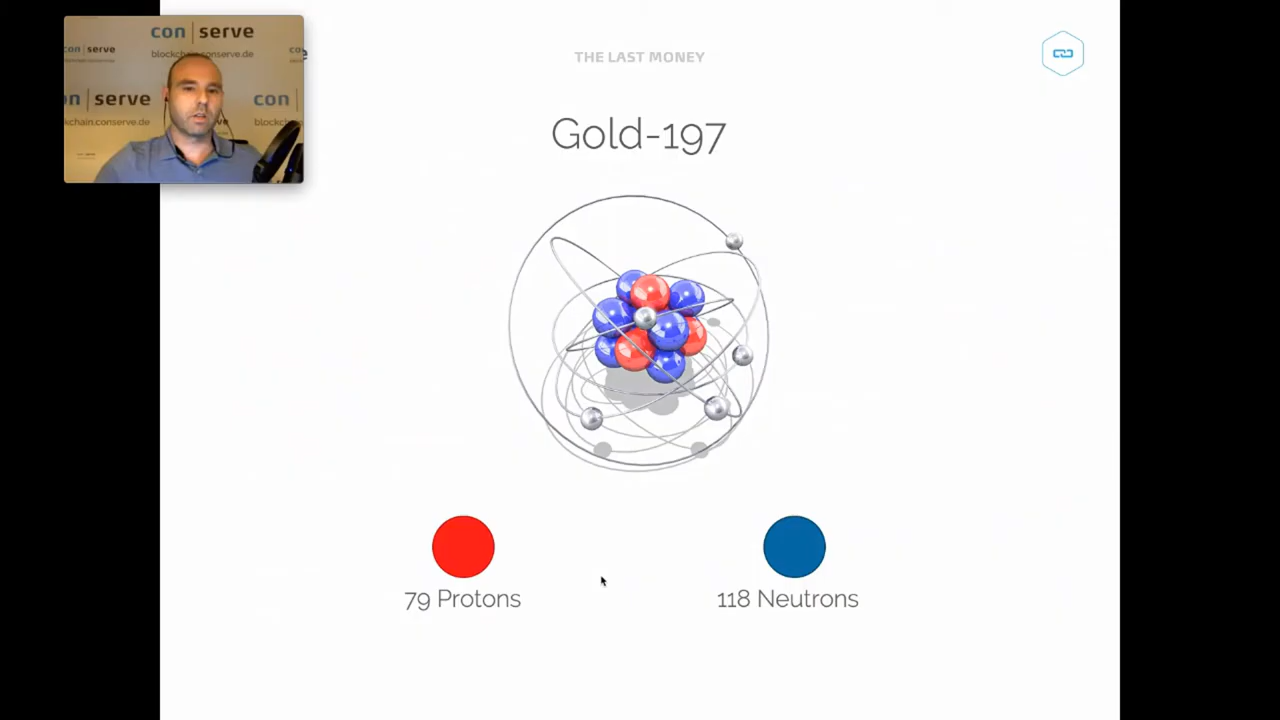 con|serve
blockchain.conserve.de
con|serve
con|serve
con|serve
blockchain.conserve.de
THE LAST MONEY
Gold-197
79 Protons
118 Neutrons